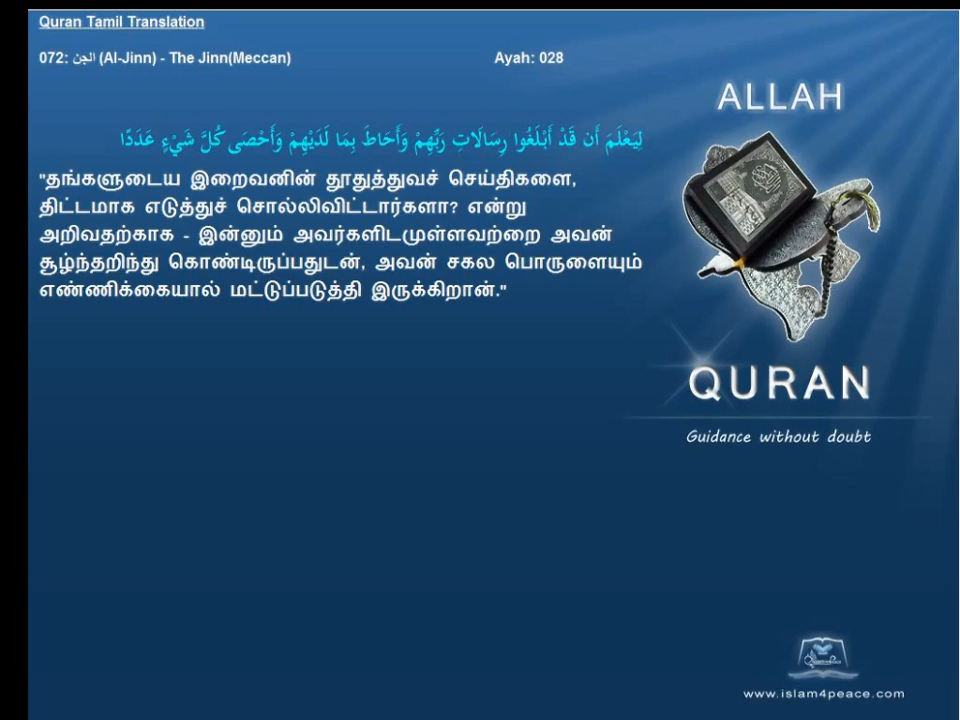 Quran Tamil Translation
072: الجن (Al-Jinn) - The Jinn(Meccan) Ayah: 028
لِيَعْلَمَ أَن قَدْ أَبْلَغُوا رِسَالَاتِ رَبِّهِمْ وَأَحَاطَ بِمَا لَدَيْهِمْ وَأَحْصَى كُلَّ شَيْءٍ عَدَدًا
"தங்களுடைய இறைவனின் தூதுத்துவச் செய்திகளை,
திட்டமாக எடுத்துச் சொல்லிவிட்டார்களா? என்று
அறிவதற்காக - இன்னும் அவர்களிடமுள்ளவற்றை அவன்
சூழ்ந்தறிந்து கொண்டிருப்பதுடன், அவன் சகல பொருளையும்
எண்ணிக்கையால் மட்டுப்படுத்தி இருக்கிறான்."
ALLAH
QURAN
Guidance without doubt
www.islam4peace.com